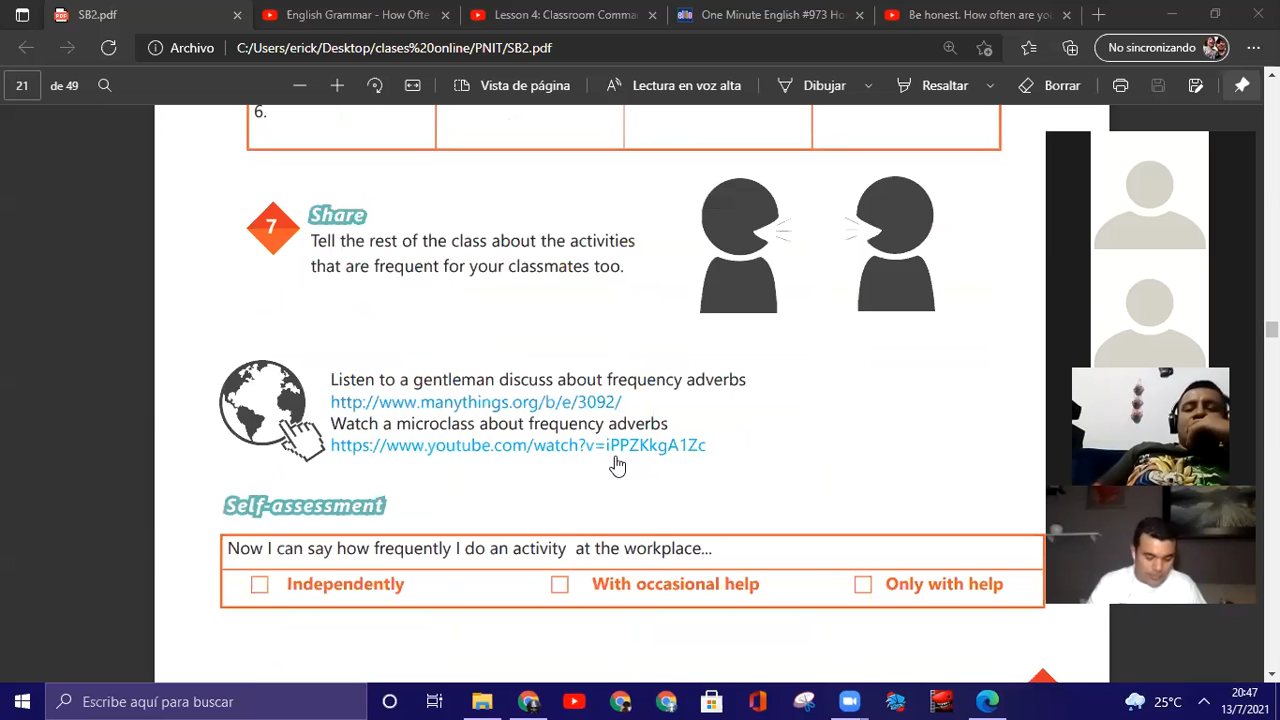 SB2.pdf
English Grammar - How Ofte
Lesson 4: Classroom Comma
One Minute English #973 Ho
Be honest. How often are yo
Archivo
C:/Users/erick/Desktop/clases%20online/PNIT/SB2.pdf
No sincronizando
21
de 49
Vista de página
Lectura en voz alta
Dibujar
Resaltar
Borrar
6.
7
Share
Tell the rest of the class about the activities
that are frequent for your classmates too.
Listen to a gentleman discuss about frequency adverbs
http://www.manythings.org/b/e/3092/
Watch a microclass about frequency adverbs
https://www.youtube.com/watch?v=iPPZKkgA1Zc
Self-assessment
Now I can say how frequently I do an activity at the workplace...
Independently
With occasional help
Only with help
Escribe aquí para buscar
25°C
20:47
13/7/2021